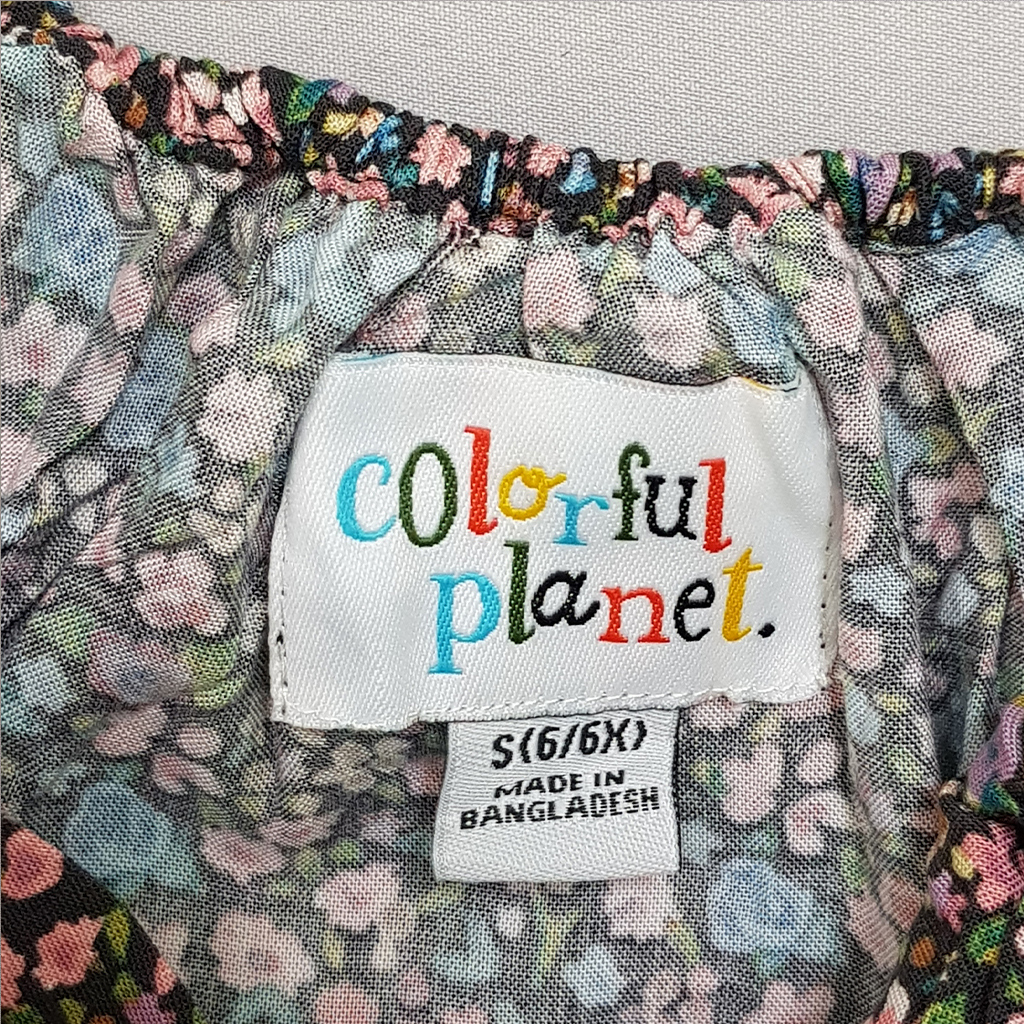 colorful
planet.
S(6/6X)
MADE IN
BANGLADESH